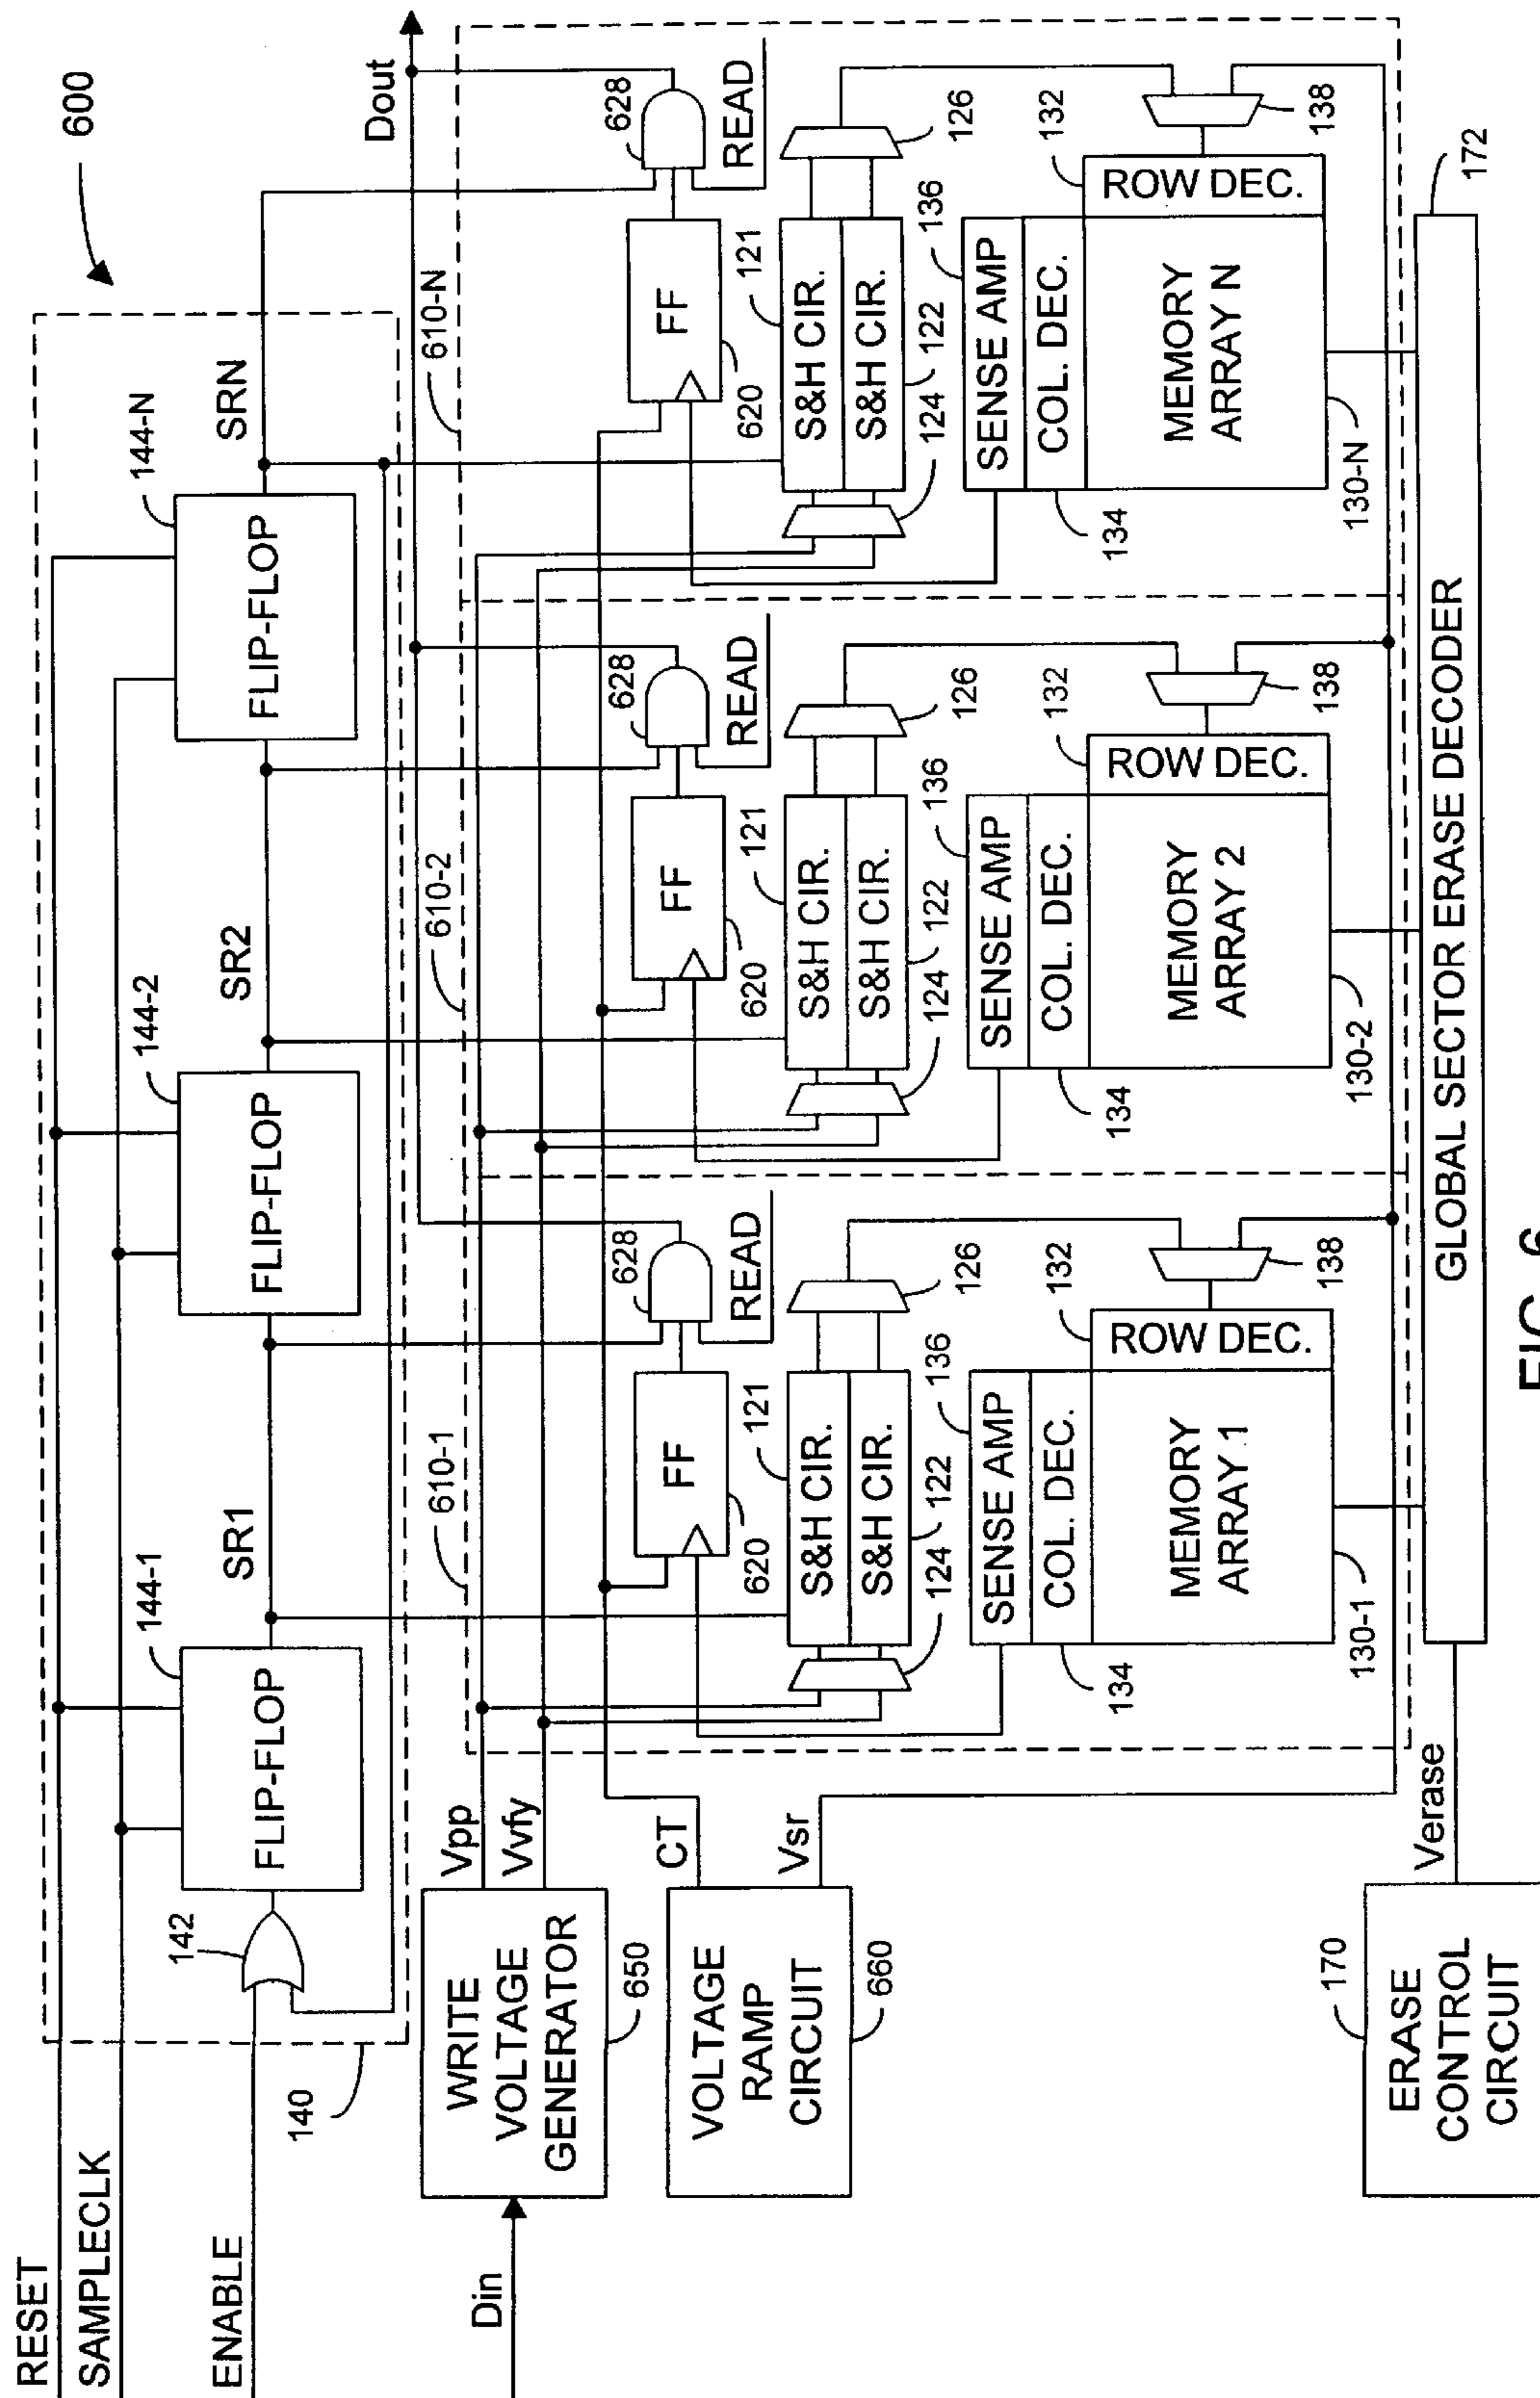 600
RESET
SAMPLECLK
ENABLE
140
142
144-1
FLIP-FLOP
SR1
144-2
FLIP-FLOP
SR2
144-N
FLIP-FLOP
SRN
Dout
Din
WRITE
VOLTAGE
GENERATOR
650
Vpp
Vvfy
VOLTAGE
RAMP
CIRCUIT
660
CT
Vsr
610-1
FF
620
628
READ
121
S&H CIR.
S&H CIR.
122
124
126
136
SENSE AMP
COL. DEC.
134
132
ROW DEC.
138
MEMORY
ARRAY 1
130-1
610-2
FF
620
628
READ
121
S&H CIR.
S&H CIR.
122
124
126
136
SENSE AMP
COL. DEC.
134
132
ROW DEC.
138
MEMORY
ARRAY 2
130-2
610-N
FF
620
628
READ
121
S&H CIR.
S&H CIR.
122
124
126
136
SENSE AMP
COL. DEC.
134
132
ROW DEC.
138
MEMORY
ARRAY N
130-N
170
ERASE
CONTROL
CIRCUIT
Verase
GLOBAL SECTOR ERASE DECODER
172